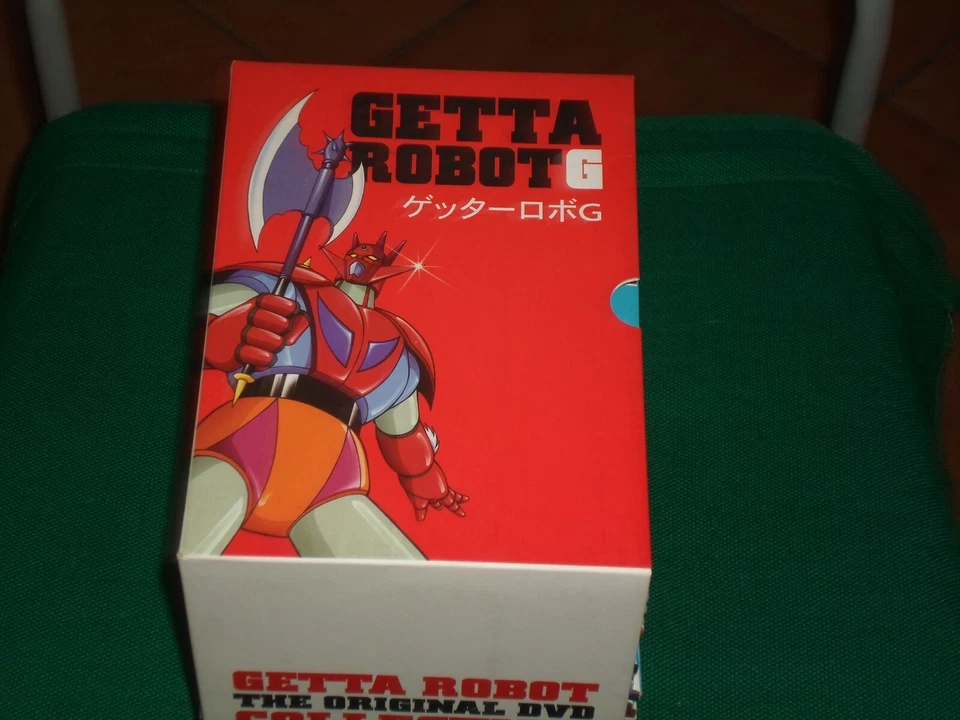 GETTA
ROBOT G
ゲッターロボG
GETTA ROBOT
THE ORIGINAL DVD